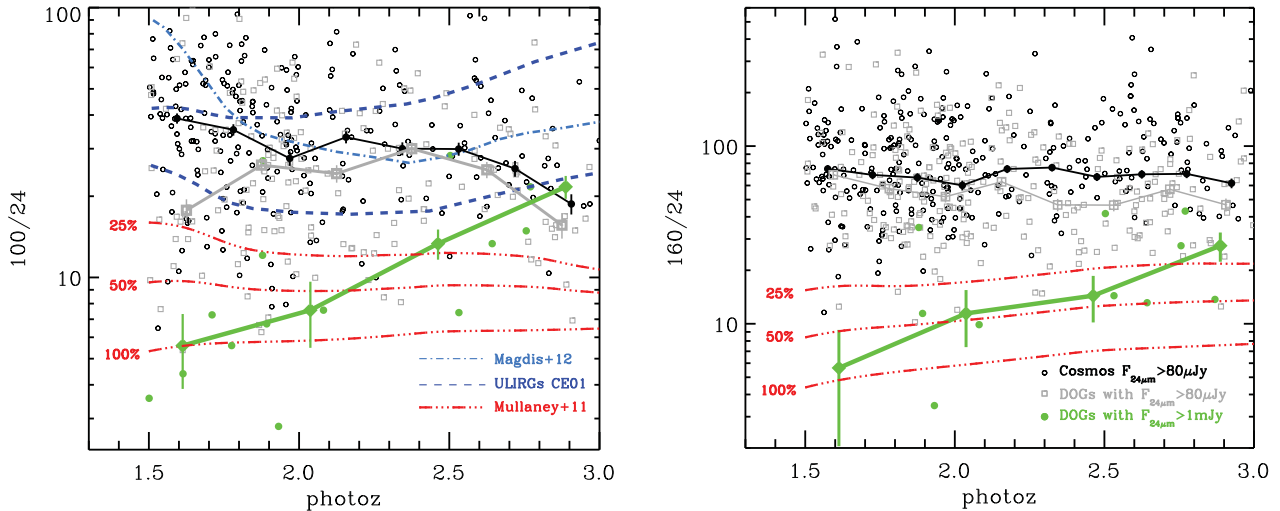 100
10
100/24
25%
50%
100%
Magdis+12
ULIRGs CE01
Mullaney+11
1.5 2.0 2.5 3.0
photoz
100
10
160/24
25%
50%
100%
Cosmos F24μm>80μJy
DOGs with F24μm>80μJy
DOGs with F24μm>1mJy
1.5 2.0 2.5 3.0
photoz